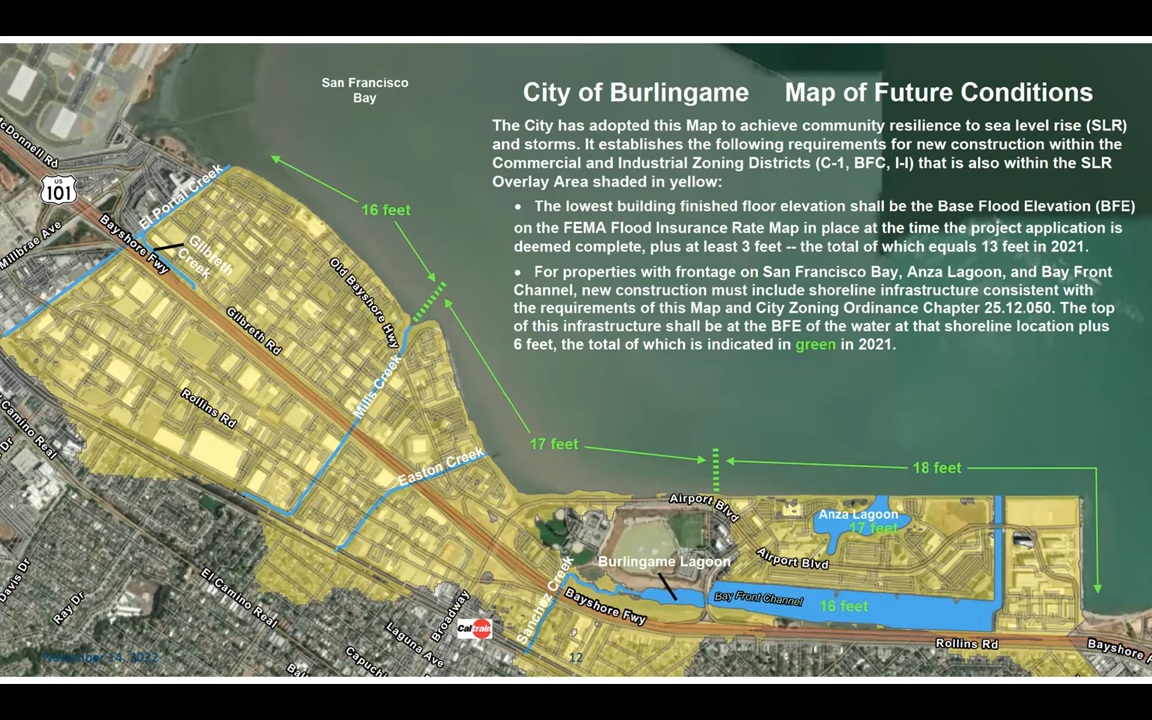 San Francisco
Bay
City of Burlingame Map of Future Conditions
The City has adopted this Map to achieve community resilience to sea level rise (SLR)
and storms. It establishes the following requirements for new construction within the
Commercial and Industrial Zoning Districts (C-1, BFC, I-I) that is also within the SLR
Overlay Area shaded in yellow:
• The lowest building finished floor elevation shall be the Base Flood Elevation (BFE)
on the FEMA Flood Insurance Rate Map in place at the time the project application is
deemed complete, plus at least 3 feet -- the total of which equals 13 feet in 2021.
• For properties with frontage on San Francisco Bay, Anza Lagoon, and Bay Front
Channel, new construction must include shoreline infrastructure consistent with
the requirements of this Map and City Zoning Ordinance Chapter 25.12.050. The top
of this infrastructure shall be at the BFE of the water at that shoreline location plus
6 feet, the total of which is indicated in green in 2021.
McDonnell Rd
US
101
El Portal Creek
16 feet
Bayshore Fwy
Millbrae Ave
Gilbreth
Creek
Old Bayshore Hwy
Gilbreth Rd
Mills Creek
Rollins Rd
El Camino Real
Dr
17 feet
Easton Creek
18 feet
Airport Blvd
Anza Lagoon
17 feet
Airport Blvd
Burlingame Lagoon
Sanchez Creek
Bay Front Channel
16 feet
Bayshore Fwy
Davis Dr
Ray Dr
El Camino Real
Broadway
Caltrain
Laguna Ave
Capuch
Rollins Rd
Bayshore
November 14, 2022
12